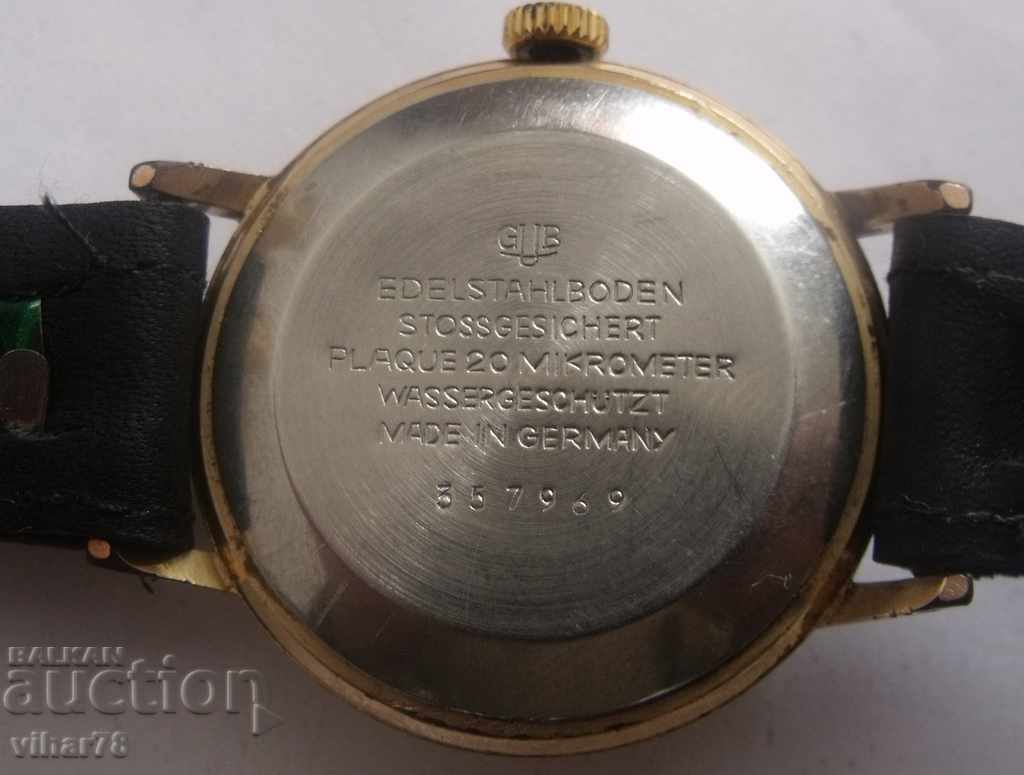 GUB
EDELSTAHLBODEN
STOSSGESICHERT
PLAQUE 20 MIKROMETER
WASSERGESCHÜTZT
MADE IN GERMANY
357969
BALKAN
auction
vihar78